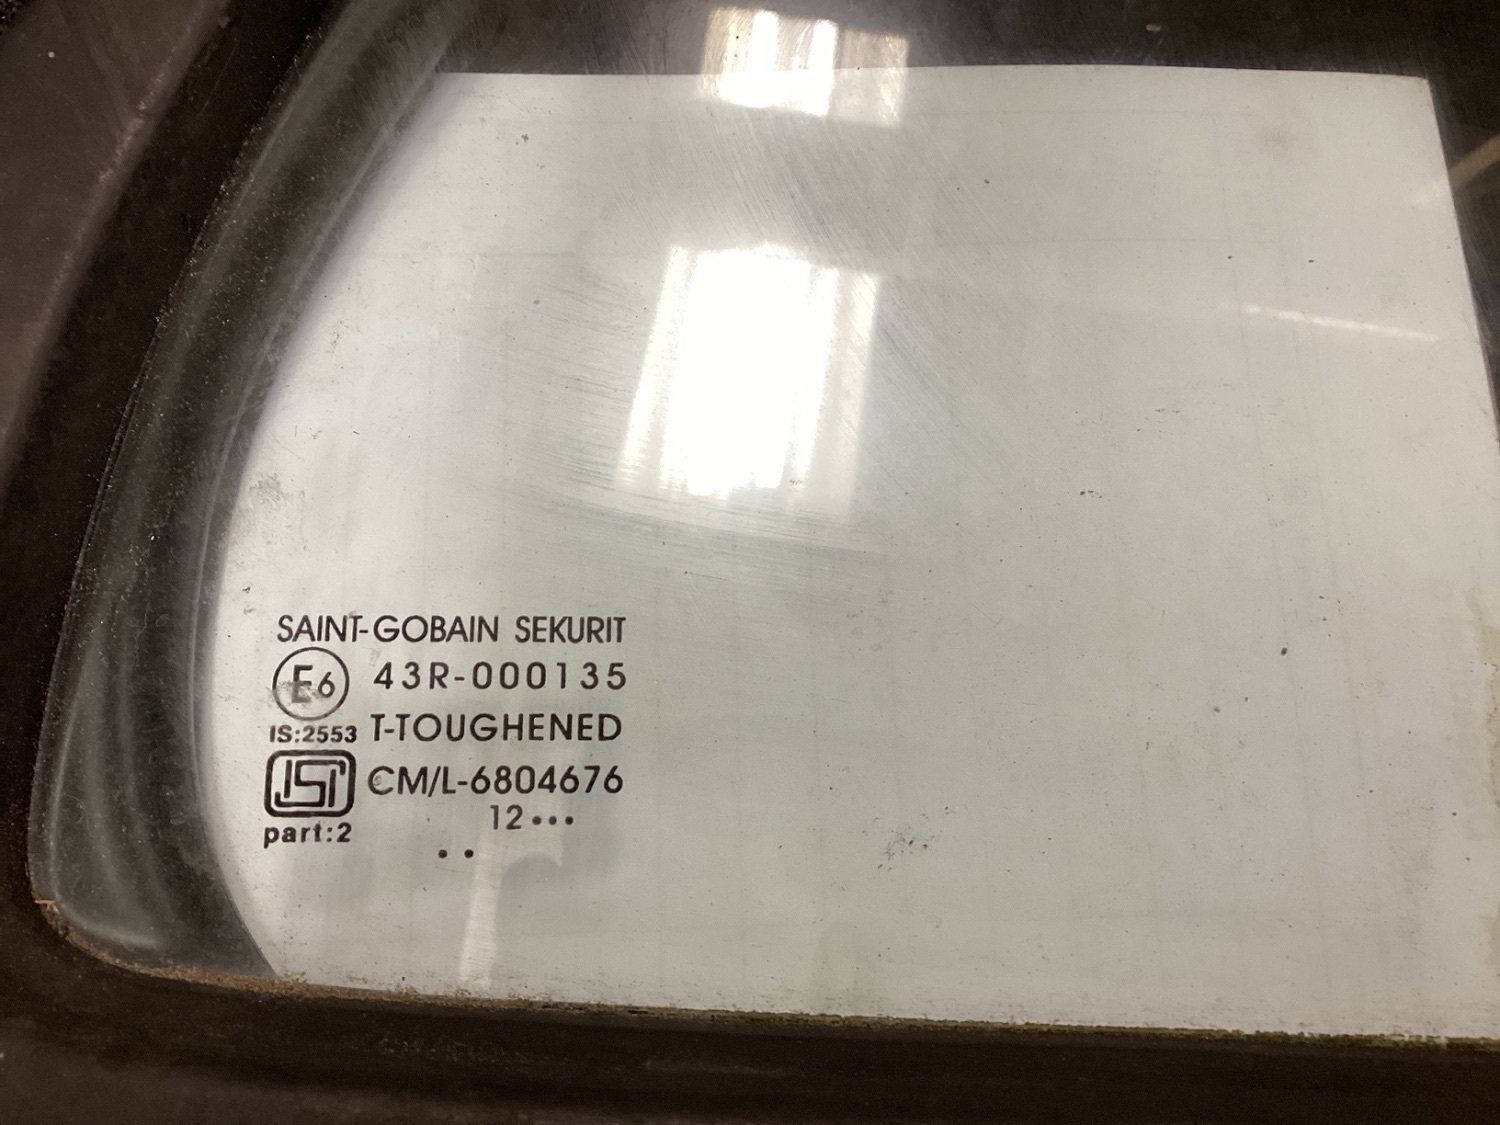 SAINT-GOBAIN SEKURIT
E6 43R-000135
IS:2553 T-TOUGHENED
ISI CM/L-6804676
12•••
part:2
••